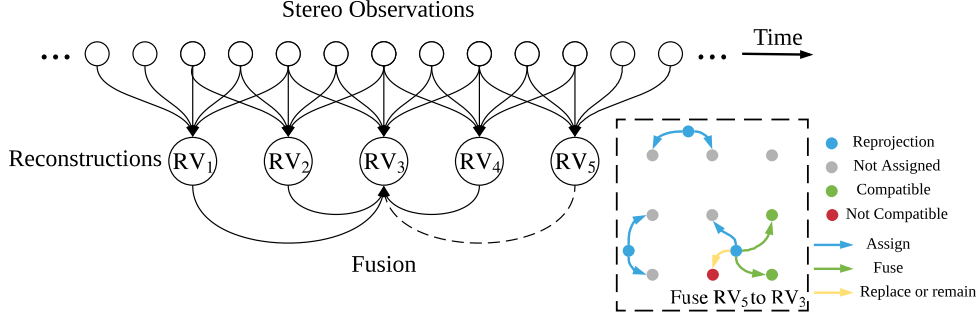 Stereo Observations
... ...
Time
Reconstructions
RV₁ RV₂ RV₃ RV₄ RV₅
Fusion
Fuse RV₅ to RV₃
Reprojection
Not Assigned
Compatible
Not Compatible
Assign
Fuse
Replace or remain